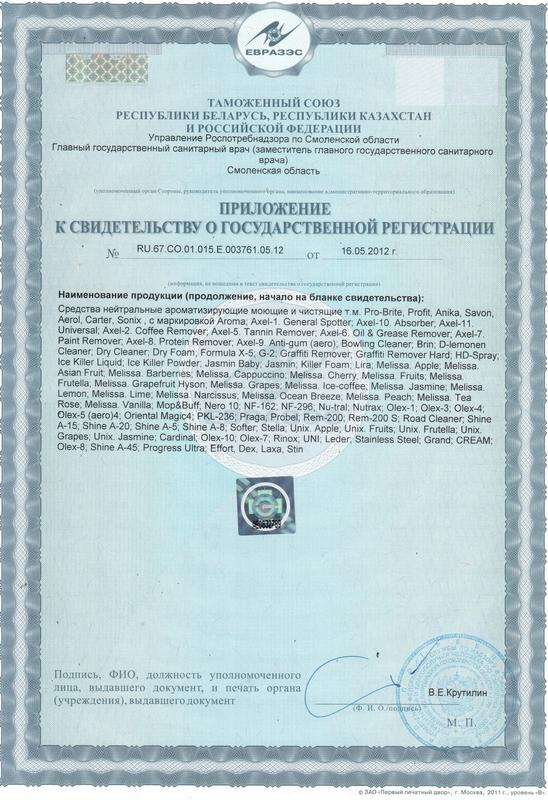 ЕВРАЗЭС
ТАМОЖЕННЫЙ СОЮЗ
РЕСПУБЛИКИ БЕЛАРУСЬ, РЕСПУБЛИКИ КАЗАХСТАН
И РОССИЙСКОЙ ФЕДЕРАЦИИ
Управление Роспотребнадзора по Смоленской области
Главный государственный санитарный врач (заместитель главного государственного санитарного
врача)
Смоленская область
(уполномоченный орган Стороны, руководитель уполномоченного органа, наименование административно-территориального образования)
ПРИЛОЖЕНИЕ
К СВИДЕТЕЛЬСТВУ О ГОСУДАРСТВЕННОЙ РЕГИСТРАЦИИ
№ RU.67.CO.01.015.E.003761.05.12 от 16.05.2012 г.
(информация, не вошедшая в текст свидетельства о государственной регистрации)
Наименование продукции (продолжение, начало на бланке свидетельства):
Средства нейтральные ароматизирующие моющие и чистящие т.м. Pro-Brite, Profit, Anika, Savon,
Aerol, Carter, Sonix , с маркировкой Aroma; Axel-1. General Spotter, Axel-10. Absorber, Axel-11.
Universal; Axel-2. Coffee Remover; Axel-5. Tannin Remover; Axel-6. Oil & Grease Remover; Axel-7.
Paint Remover; Axel-8. Protein Remover; Axel-9. Anti-gum (aero); Bowling Cleaner; Brin; D-lemonen
Cleaner; Dry Cleaner; Dry Foam, Formula X-5; G-2; Graffiti Remover; Graffiti Remover Hard; HD-Spray;
Ice Killer Liquid; Ice Killer Powder; Jasmin Baby; Jasmin; Killer Foam; Lira; Melissa. Apple; Melissa.
Asian Fruit; Melissa. Barberries; Melissa. Cappuccino; Melissa. Cherry, Melissa. Fruits; Melissa.
Frutella; Melissa. Grapefruit Hyson; Melissa. Grapes; Melissa. Ice-coffee; Melissa. Jasmine; Melissa.
Lemon; Melissa. Lime; Melissa. Narcissus; Melissa. Ocean Breeze; Melissa. Peach; Melissa. Tea
Rose; Melissa. Vanilla, Mop&Buff; Nero 10, NF-162; NF-296; Nu-tral; Nutrax; Olex-1; Olex-3; Olex-4;
Olex-5 (aero)4; Oriental Magic4; PKL-236; Praga; Probel, Rem-200; Rem-200 S; Road Cleaner; Shine
A-15; Shine A-20; Shine A-5; Shine A-8; Softer; Stella; Unix. Apple, Unix. Fruits; Unix. Frutella; Unix.
Grapes; Unix. Jasmine; Cardinal; Olex-10; Olex-7; Rinox; UNI; Leder; Stainless Steel; Grand; CREAM;
Olex-8, Shine A-45; Progress Ultra; Effort, Dex, Laxa, Stin
Подпись, ФИО, должность уполномоченного
лица, выдавшего документ, и печать органа
(учреждения), выдавшего документ
В.Е.Крутилин
(Ф. И. О./подпись)
М. П.
© ЗАО «Первый печатный двор», г. Москва, 2011 г., уровень «В»